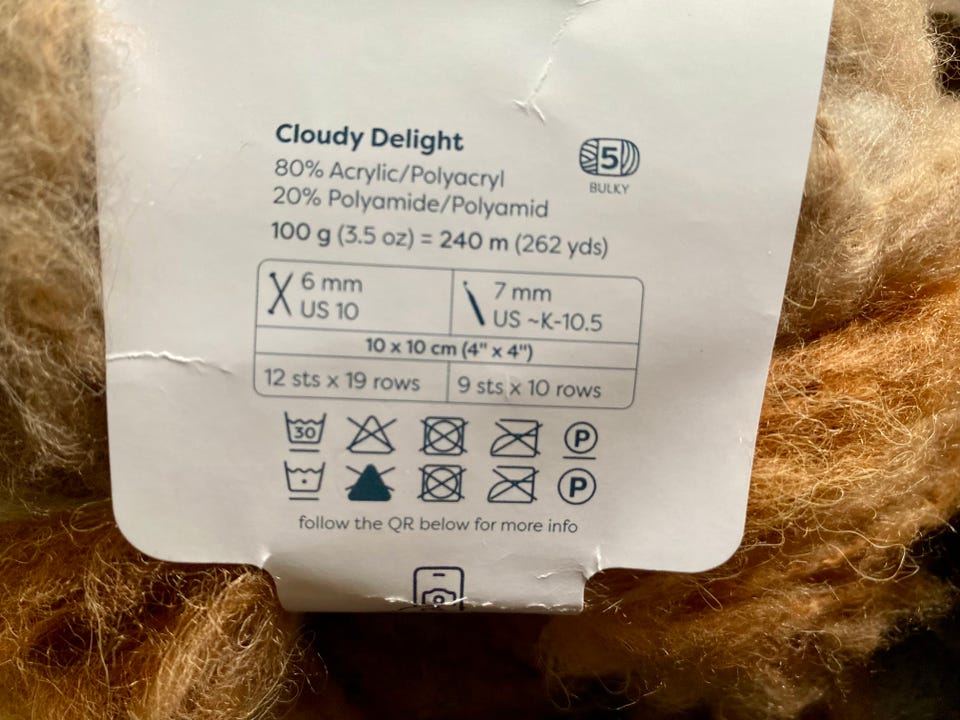 Cloudy Delight
80% Acrylic/Polyacryl
20% Polyamide/Polyamid
100 g (3.5 oz) = 240 m (262 yds)
5
BULKY
6 mm
US 10
7 mm
US ~K-10.5
10 x 10 cm (4" x 4")
12 sts x 19 rows
9 sts x 10 rows
30
P
P
follow the QR below for more info